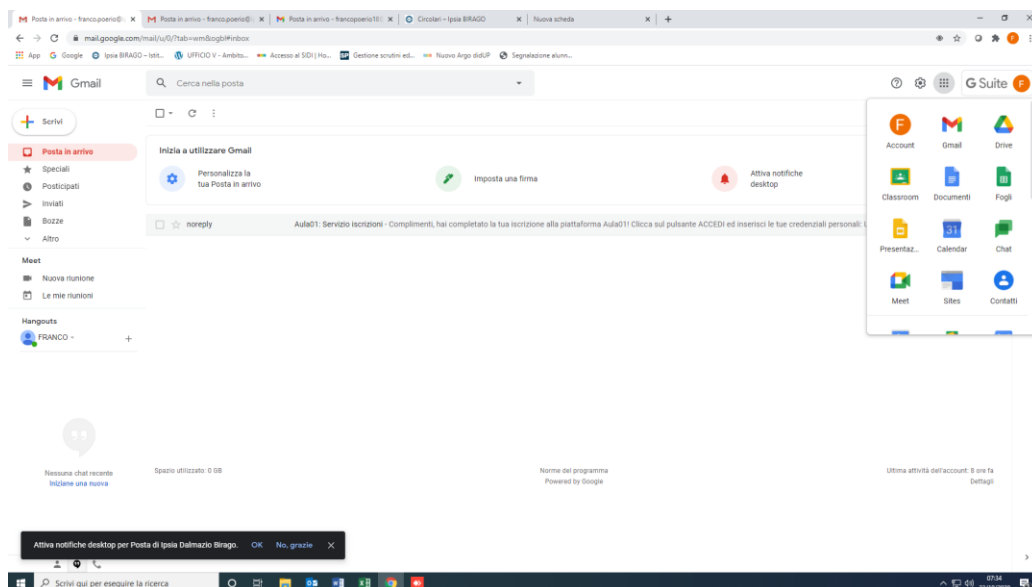 Posta in arrivo - franco.poerio@
Posta in arrivo - franco.poerio@
Posta in arrivo - francopoerio10
Circolari – Ipsia BIRAGO
Nuova scheda
mail.google.com/mail/u/0/?tab=wm&ogbl#inbox
App
Google
Ipsia BIRAGO – Istit...
UFFICIO V – Ambito...
Accesso al SIDI | Ho...
Gestione scrutini ed...
Nuovo Argo didUP
Segnalazione alunn...
Gmail
Cerca nella posta
G Suite
F
Scrivi
Posta in arrivo
Speciali
Posticipati
Inviati
Bozze
Altro
Meet
Nuova riunione
Le mie riunioni
Hangouts
FRANCO
Nessuna chat recente
Iniziane una nuova
Inizia a utilizzare Gmail
Personalizza la
tua Posta in arrivo
Imposta una firma
Attiva notifiche
desktop
noreply
Aula01: Servizio iscrizioni - Complimenti, hai completato la tua iscrizione alla piattaforma Aula01! Clicca sul pulsante ACCEDI ed inserisci le tue credenziali personali:
F
Account
Gmail
Drive
Classroom
Documenti
Fogli
Presentaz...
31
Calendar
Chat
Meet
Sites
Contatti
Spazio utilizzato: 0 GB
Norme del programma
Powered by Google
Ultima attività dell'account: 8 ore fa
Dettagli
Attiva notifiche desktop per Posta di Ipsia Dalmazio Birago.
OK
No, grazie
Scrivi qui per eseguire la ricerca
07:34